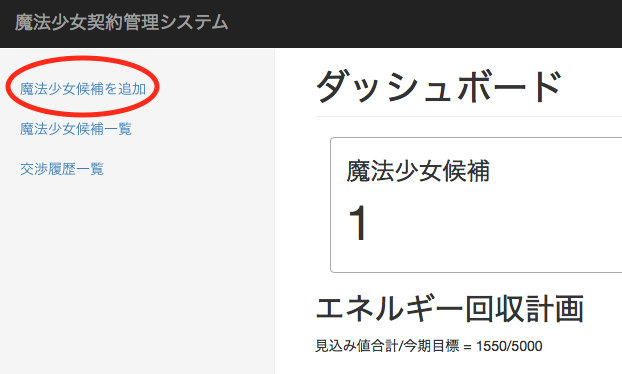 魔法少女契約管理システム
魔法少女候補を追加
魔法少女候補一覧
交渉履歴一覧
ダッシュボード
魔法少女候補
1
エネルギー回収計画
見込み値合計/今期目標 = 1550/5000